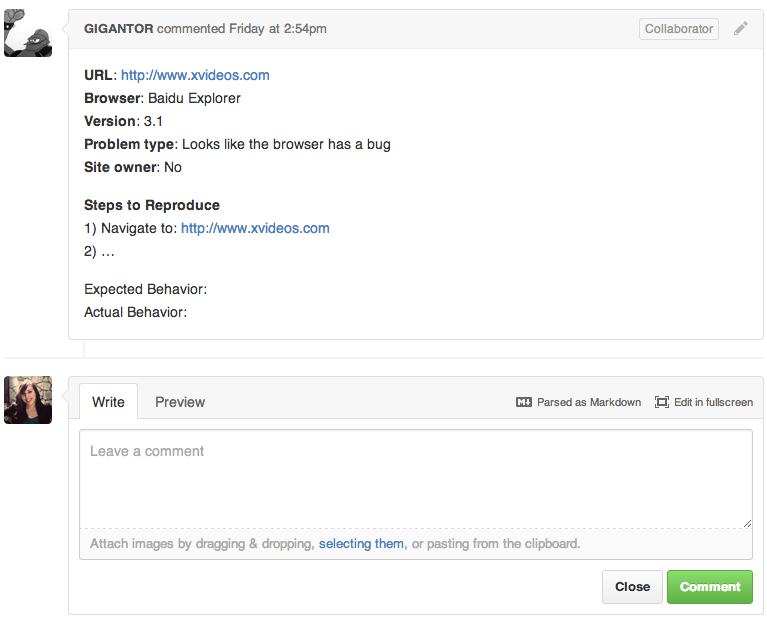 GIGANTOR commented Friday at 2:54pm Collaborator
URL: http://www.xvideos.com
Browser: Baidu Explorer
Version: 3.1
Problem type: Looks like the browser has a bug
Site owner: No
Steps to Reproduce
1) Navigate to: http://www.xvideos.com
2) …
Expected Behavior:
Actual Behavior:
Write Preview Parsed as Markdown Edit in fullscreen
Leave a comment
Attach images by dragging & dropping, selecting them, or pasting from the clipboard.
Close Comment